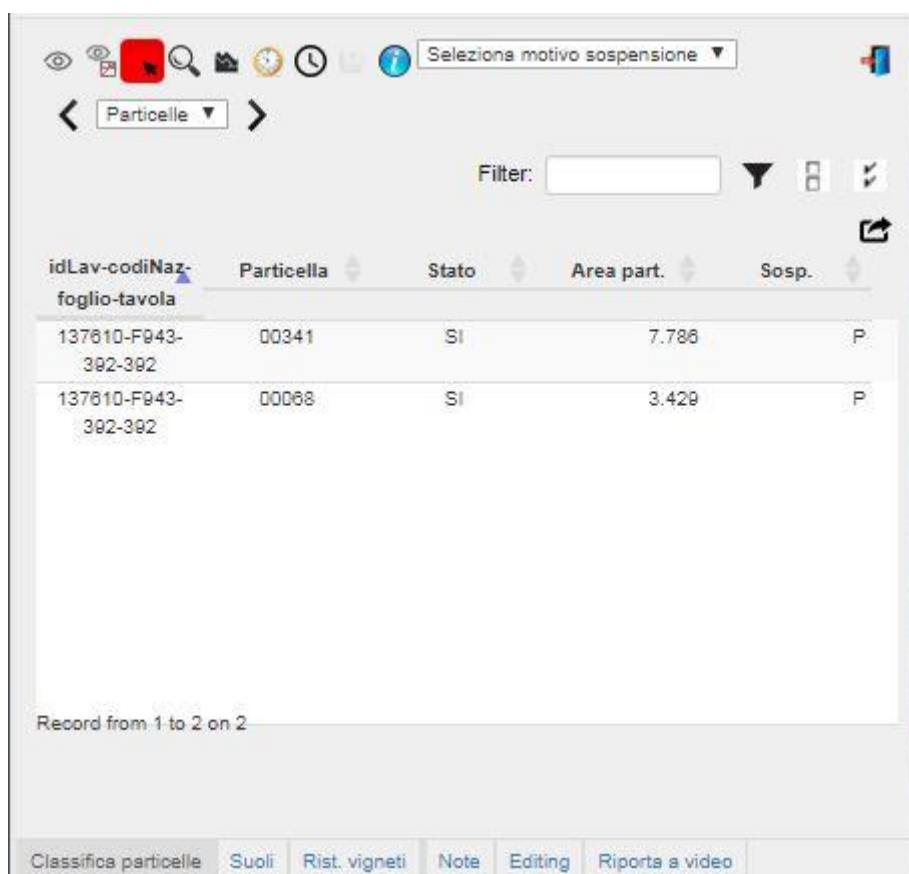 Seleziona motivo sospensione
Particelle
Filter:
idLav-codiNaz-
foglio-tavola
Particella
Stato
Area part.
Sosp.
137610-F943-
392-392
00341
SI
7.786
P
137610-F943-
392-392
00068
SI
3.429
P
Record from 1 to 2 on 2
Classifica particelle
Suoli
Rist. vigneti
Note
Editing
Riporta a video